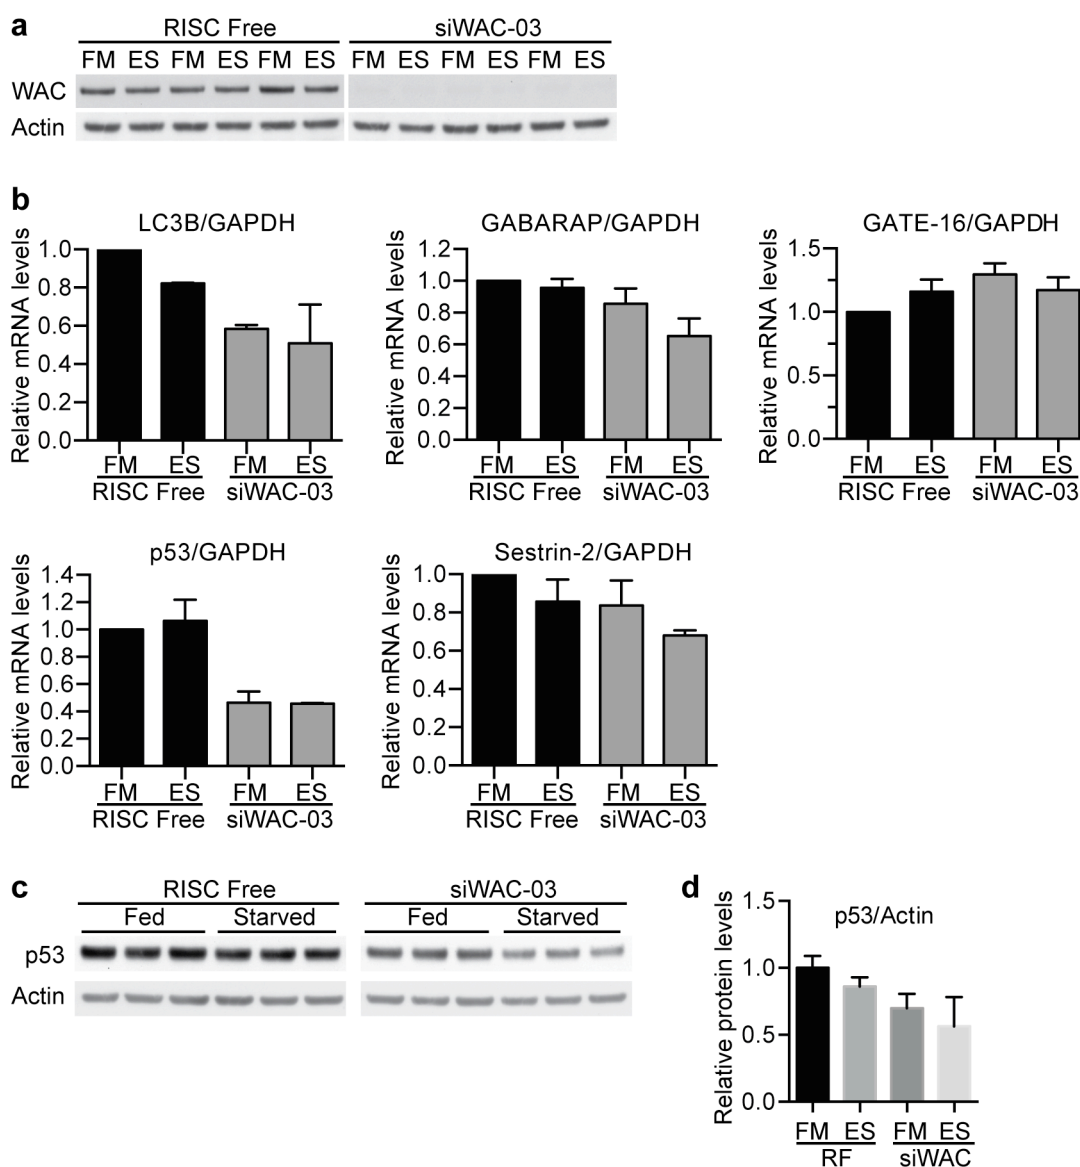 a
RISC Free siWAC-03
FM ES FM ES FM ES FM ES FM ES FM ES
WAC
Actin
b
LC3B/GAPDH
Relative mRNA levels
1.0
0.8
0.6
0.4
0.2
0.0
FM ES FM ES
RISC Free siWAC-03
GABARAP/GAPDH
Relative mRNA levels
1.2
1.0
0.8
0.6
0.4
0.2
0.0
FM ES FM ES
RISC Free siWAC-03
GATE-16/GAPDH
Relative mRNA levels
1.5
1.0
0.5
0.0
FM ES FM ES
RISC Free siWAC-03
p53/GAPDH
Relative mRNA levels
1.4
1.2
1.0
0.8
0.6
0.4
0.2
0.0
FM ES FM ES
RISC Free siWAC-03
Sestrin-2/GAPDH
Relative mRNA levels
1.0
0.8
0.6
0.4
0.2
0.0
FM ES FM ES
RISC Free siWAC-03
c
RISC Free siWAC-03
Fed Starved Fed Starved
p53
Actin
d
p53/Actin
Relative protein levels
1.5
1.0
0.5
0.0
FM ES FM ES
RF siWAC